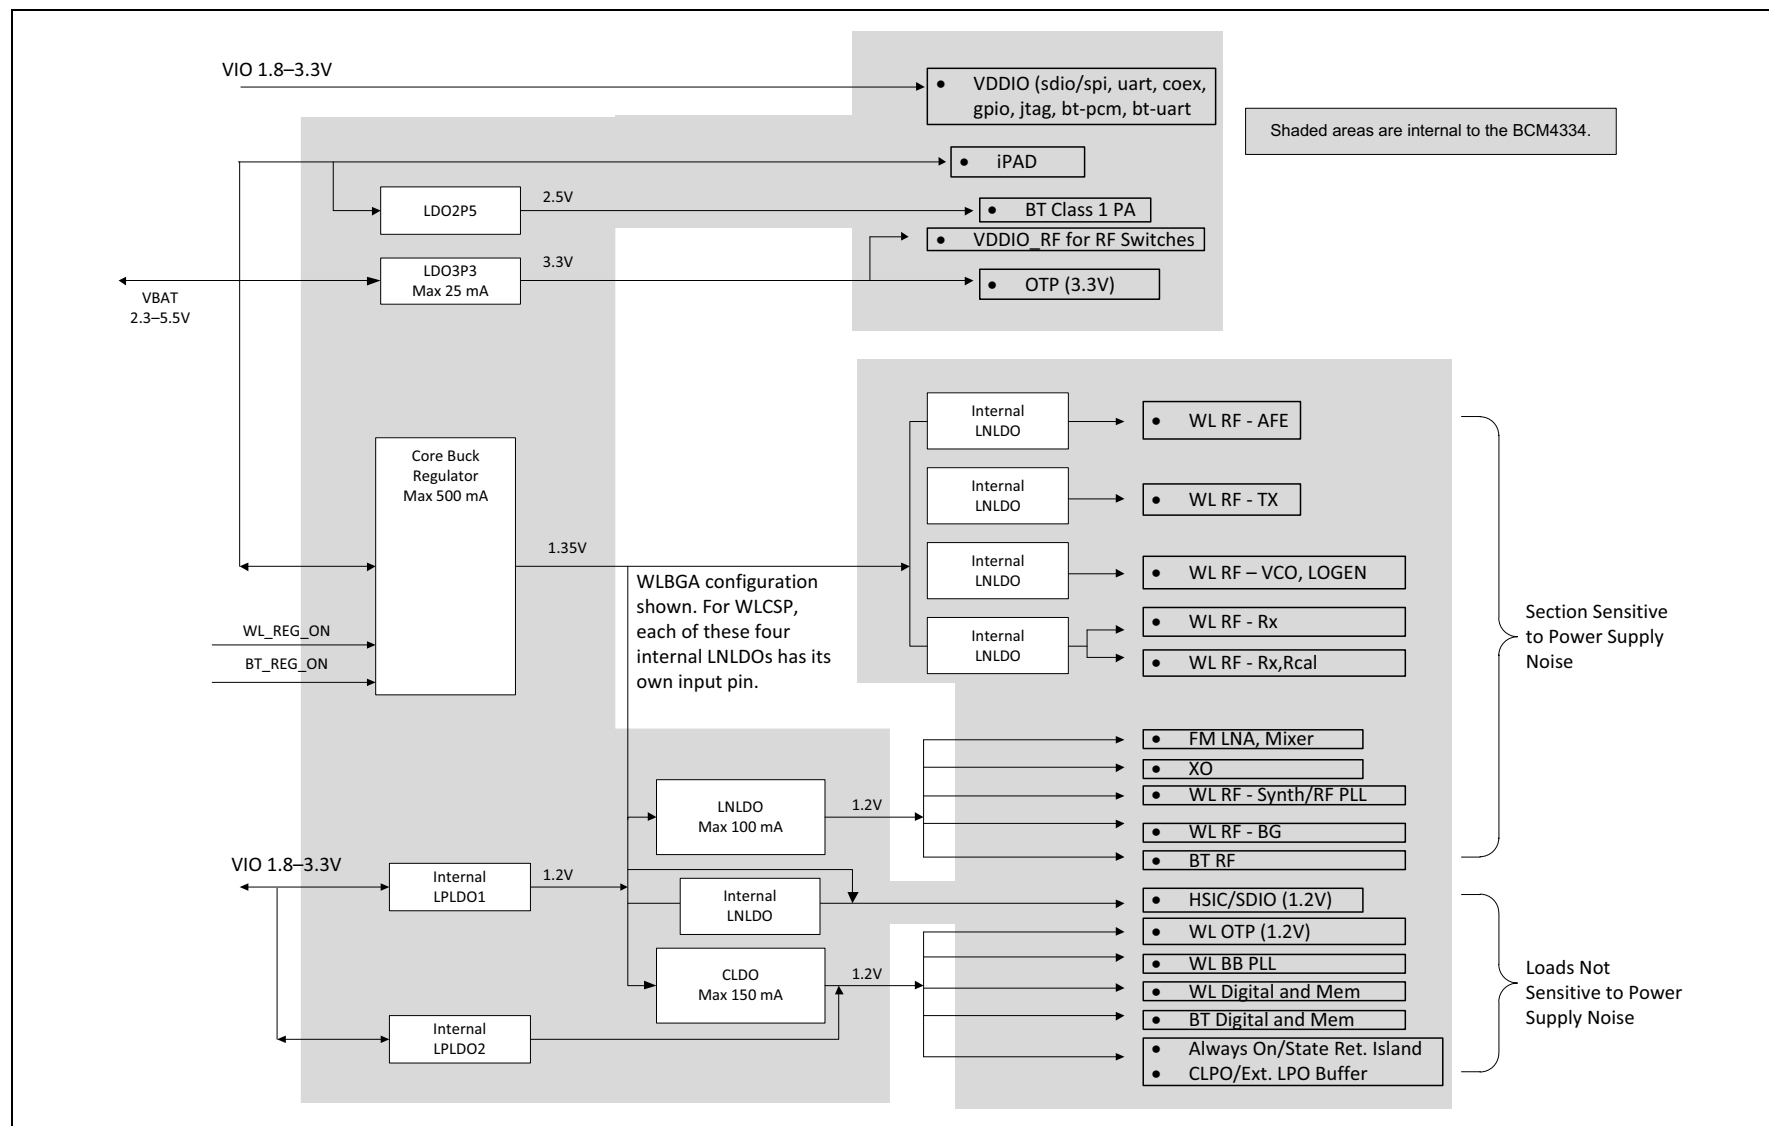 VIO 1.8–3.3V
• VDDIO (sdio/spi, uart, coex,
gpio, jtag, bt-pcm, bt-uart
Shaded areas are internal to the BCM4334.
• iPAD
LDO2P5
2.5V
• BT Class 1 PA
• VDDIO_RF for RF Switches
LDO3P3
Max 25 mA
3.3V
• OTP (3.3V)
VBAT
2.3–5.5V
Core Buck
Regulator
Max 500 mA
1.35V
WL_REG_ON
BT_REG_ON
WLBGA configuration
shown. For WLCSP,
each of these four
internal LNLDOs has its
own input pin.
Internal
LNLDO
• WL RF - AFE
Internal
LNLDO
• WL RF - TX
Internal
LNLDO
• WL RF – VCO, LOGEN
Internal
LNLDO
• WL RF - Rx
• WL RF - Rx,Rcal
Section Sensitive
to Power Supply
Noise
LNLDO
Max 100 mA
1.2V
• FM LNA, Mixer
• XO
• WL RF - Synth/RF PLL
• WL RF - BG
• BT RF
VIO 1.8–3.3V
Internal
LPLDO1
1.2V
Internal
LNLDO
• HSIC/SDIO (1.2V)
CLDO
Max 150 mA
1.2V
• WL OTP (1.2V)
• WL BB PLL
• WL Digital and Mem
• BT Digital and Mem
• Always On/State Ret. Island
• CLPO/Ext. LPO Buffer
Internal
LPLDO2
Loads Not
Sensitive to Power
Supply Noise